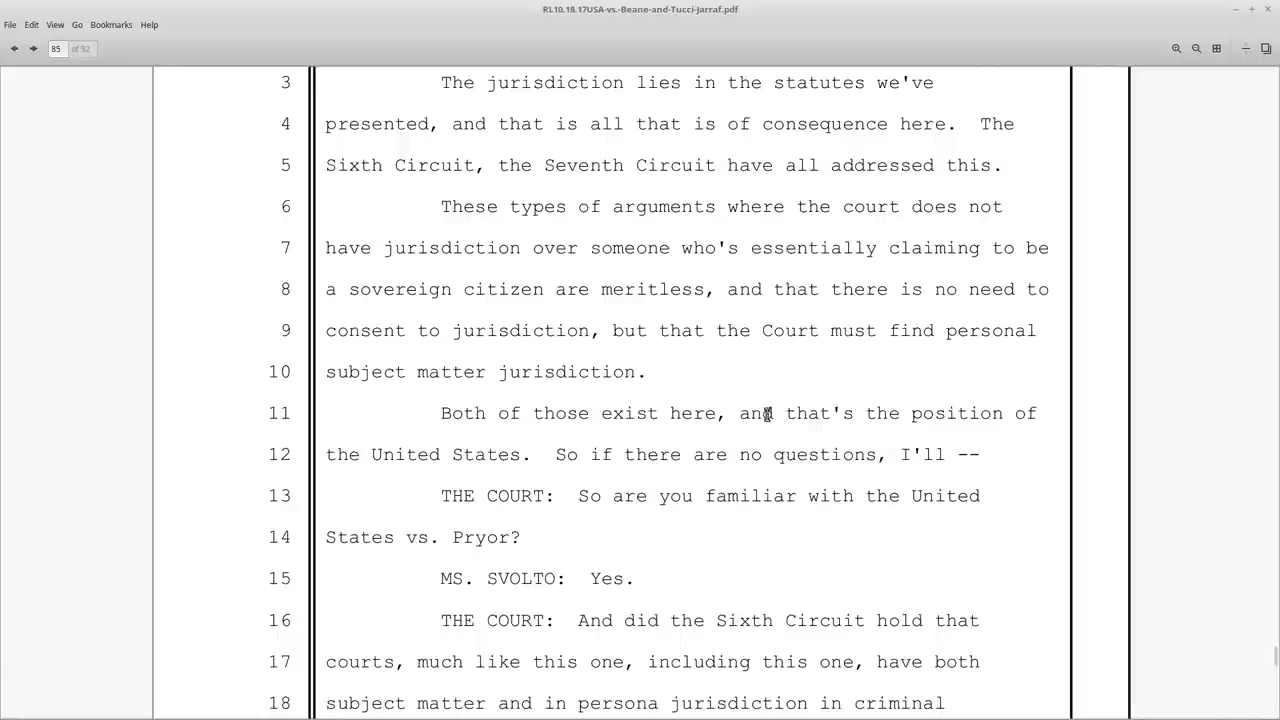 RL10.18.17USA-vs.-Beane-and-Tucci-Jarraf.pdf
File Edit View Go Bookmarks Help
85 of 92
3 The jurisdiction lies in the statutes we've
4 presented, and that is all that is of consequence here. The
5 Sixth Circuit, the Seventh Circuit have all addressed this.
6 These types of arguments where the court does not
7 have jurisdiction over someone who's essentially claiming to be
8 a sovereign citizen are meritless, and that there is no need to
9 consent to jurisdiction, but that the Court must find personal
10 subject matter jurisdiction.
11 Both of those exist here, and that's the position of
12 the United States. So if there are no questions, I'll --
13 THE COURT: So are you familiar with the United
14 States vs. Pryor?
15 MS. SVOLTO: Yes.
16 THE COURT: And did the Sixth Circuit hold that
17 courts, much like this one, including this one, have both
18 subject matter and in persona jurisdiction in criminal